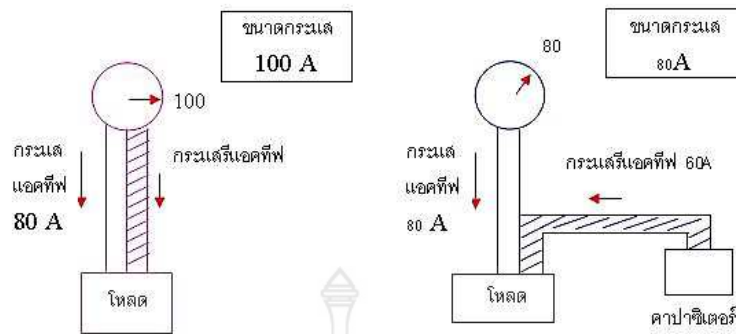 ขนาดกระแส
100 A
100
กระแส
แอคทีฟ
80 A
กระแสรีแอคทีฟ
โหลด
ขนาดกระแส
80A
80
กระแส
แอคทีฟ
80 A
กระแสรีแอคทีฟ 60A
โหลด
คาปาซิเตอร์